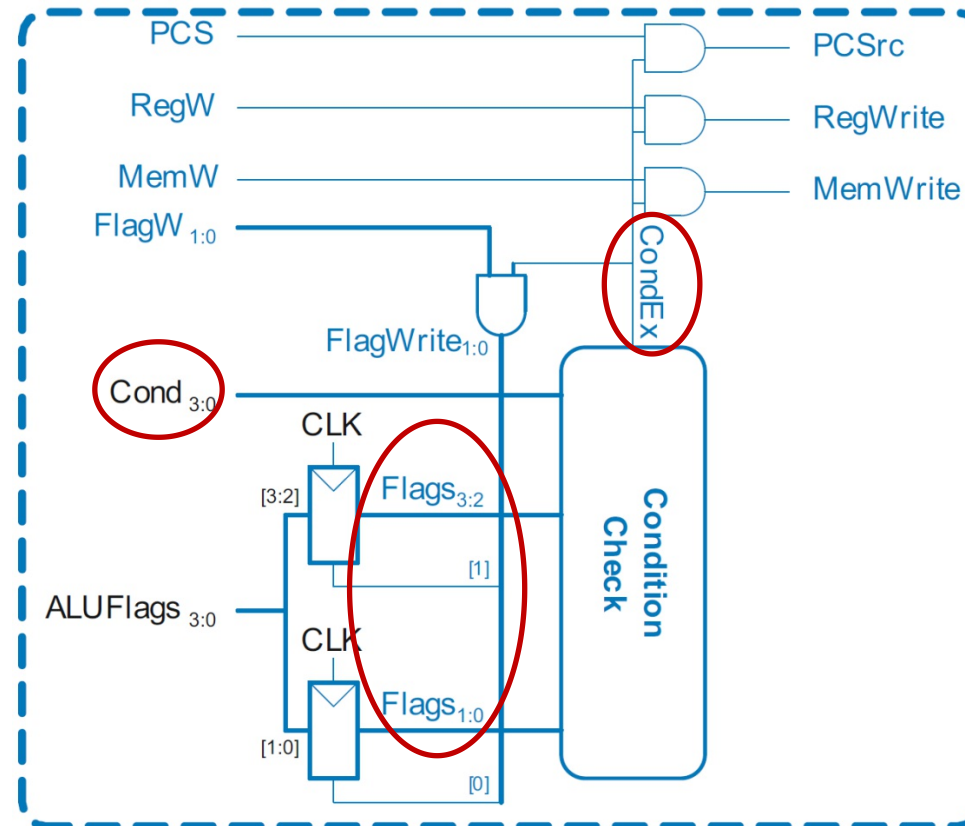 PCS
PCSrc
RegW
RegWrite
MemW
MemWrite
FlagW 1:0
CondEx
FlagWrite1:0
Cond 3:0
CLK
[3:2]
Flags3:2
Condition
Check
[1]
ALUFlags 3:0
CLK
Flags1:0
[1:0]
[0]